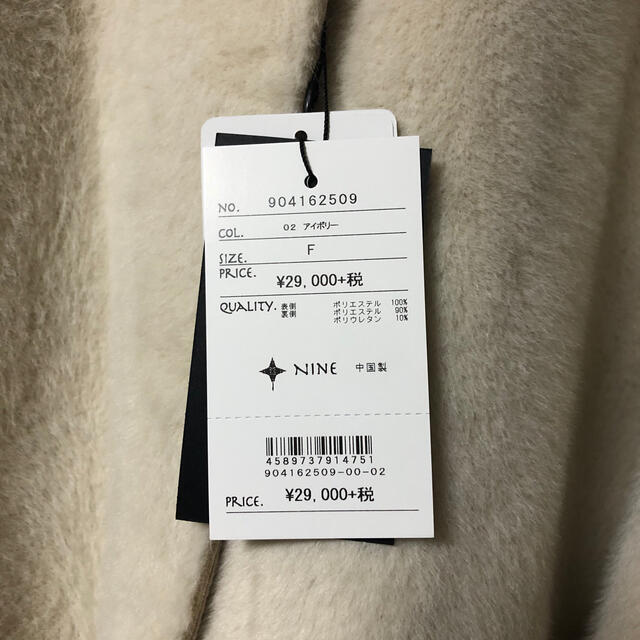 NO. 904162509
COL. 02 アイボリー
SIZE. F
PRICE. ¥29,000+税
QUALITY. 表側 ポリエステル 100%
裏側 ポリエステル 90%
ポリウレタン 10%
NINE 中国製
4589737914751
904162509-00-02
PRICE. ¥29,000+税